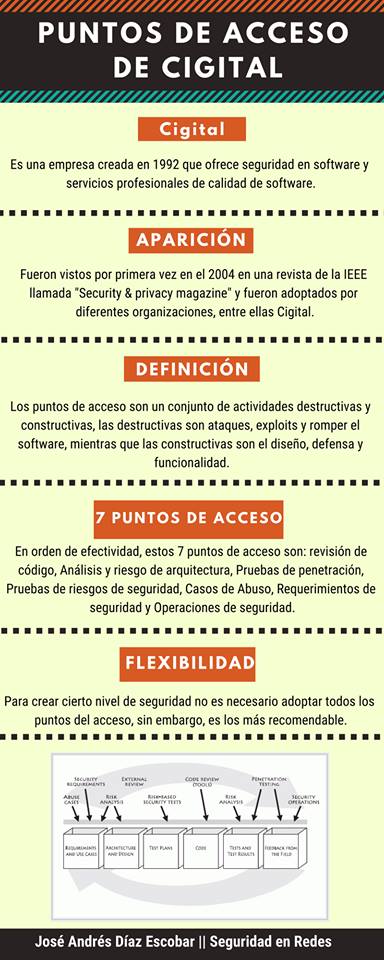 PUNTOS DE ACCESO
DE CIGITAL
Cigital
Es una empresa creada en 1992 que ofrece seguridad en software y
servicios profesionales de calidad de software.
APARICIÓN
Fueron vistos por primera vez en el 2004 en una revista de la IEEE
llamada "Security & privacy magazine" y fueron adoptados por
diferentes organizaciones, entre ellas Cigital.
DEFINICIÓN
Los puntos de acceso son un conjunto de actividades destructivas y
constructivas, las destructivas son ataques, exploits y romper el
software, mientras que las constructivas son el diseño, defensa y
funcionalidad.
7 PUNTOS DE ACCESO
En orden de efectividad, estos 7 puntos de acceso son: revisión de
código, Análisis y riesgo de arquitectura, Pruebas de penetración,
Pruebas de riesgos de seguridad, Casos de Abuso, Requerimientos de
seguridad y Operaciones de seguridad.
FLEXIBILIDAD
Para crear cierto nivel de seguridad no es necesario adoptar todos los
puntos del acceso, sin embargo, es los más recomendable.
SECURITY
REQUIREMENTS
EXTERNAL
REVIEW
CODE REVIEW
(TOOLS)
PENETRATION
TESTING
ABUSE
CASES
RISK
ANALYSIS
RISK-BASED
SECURITY TESTS
RISK
ANALYSIS
SECURITY
OPERATIONS
REQUIREMENTS
AND USE CASES
ARCHITECTURE
AND DESIGN
TEST PLANS
CODE
TESTS AND
TEST RESULTS
FEEDBACK FROM
THE FIELD
José Andrés Díaz Escobar || Seguridad en Redes